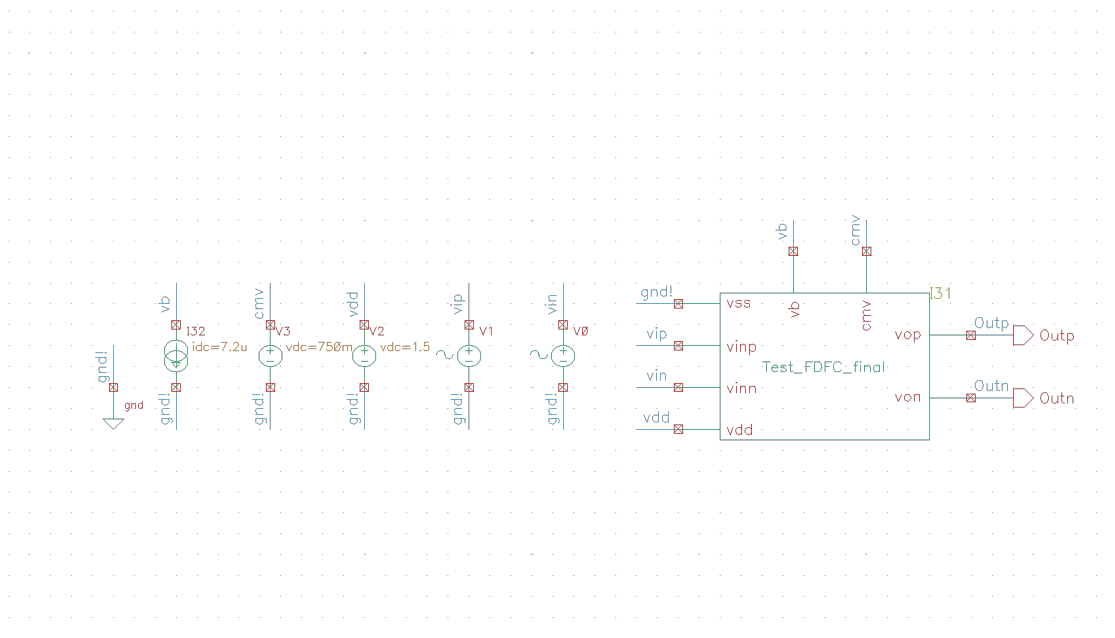 vb
cmv
vb
cmv
vdd
vip
vin
gnd!
vss
vb
cmv
I31
vop
Outp
Outp
I32
V3
V2
V1
VØ
idc=7.2u
vdc=75Øm
vdc=1.5
vip
vinp
Test_FDFC_final
gnd!
gnd
gnd!
gnd!
gnd!
gnd!
gnd!
vin
vinn
von
Outn
Outn
vdd
vdd